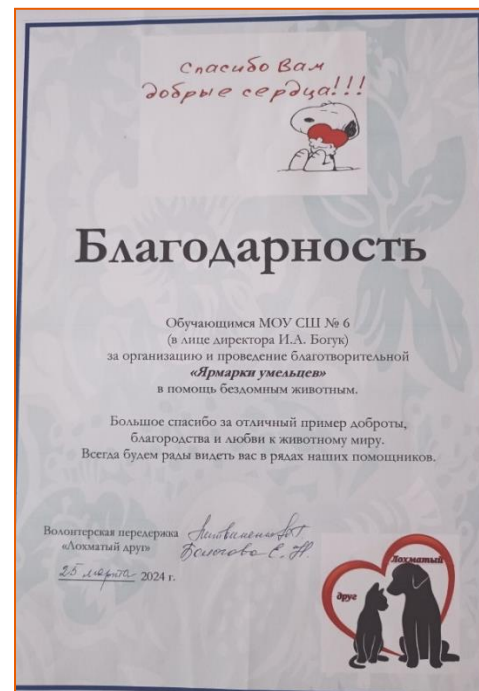 Спасибо Вам
добрые сердца!!!
Благодарность
Обучающимся МОУ СШ № 6
(в лице директора И.А. Богук)
за организацию и проведение благотворительной
«Ярмарки умельцев»
в помощь бездомным животным.
Большое спасибо за отличный пример доброты,
благородства и любви к животному миру.
Всегда будем рады видеть вас в рядах наших помощников.
Волонтерская передержка
«Лохматый друг»
25 марта 2024 г.
Лохматый
друг